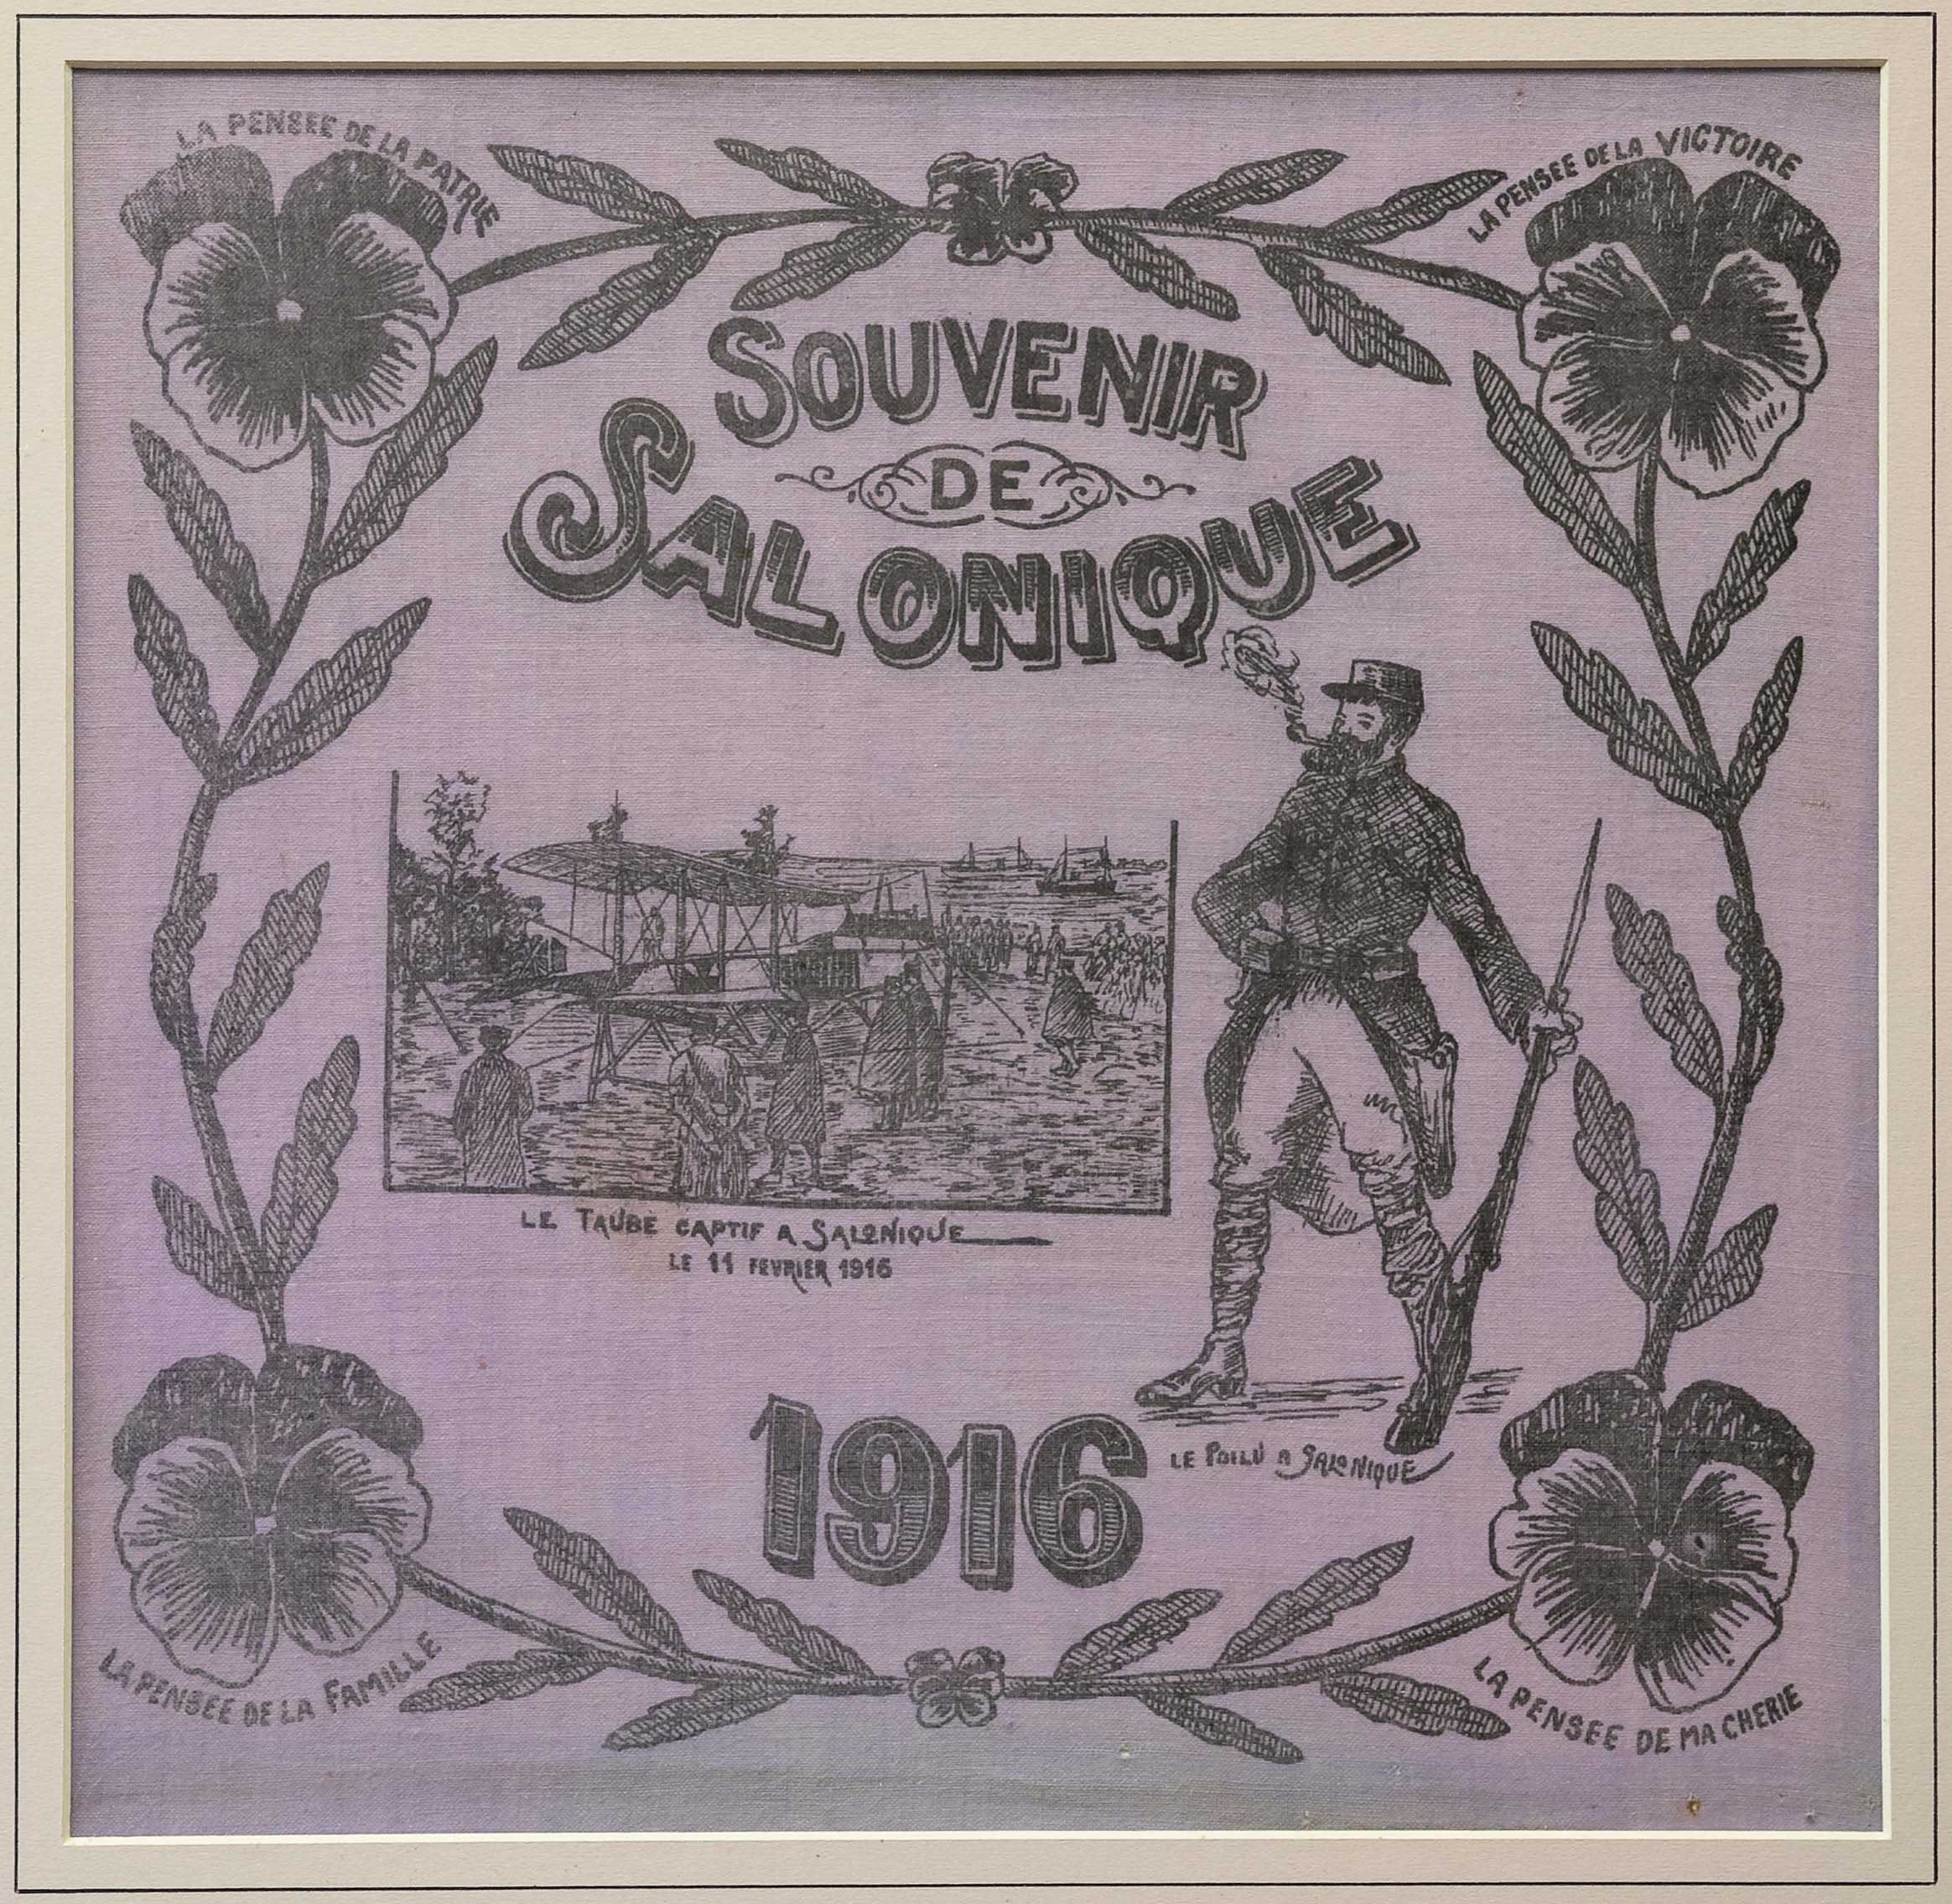 LA PENSEE DE LA PATRIE
LA PENSEE DE LA VICTOIRE
SOUVENIR
DE
SALONIQUE
LE TAUBE CAPTIF A SALONIQUE
LE 11 FEVRIER 1916
1916
LE POILU A SALONIQUE
LA PENSEE DE LA FAMILLE
LA PENSEE DE MA CHERIE